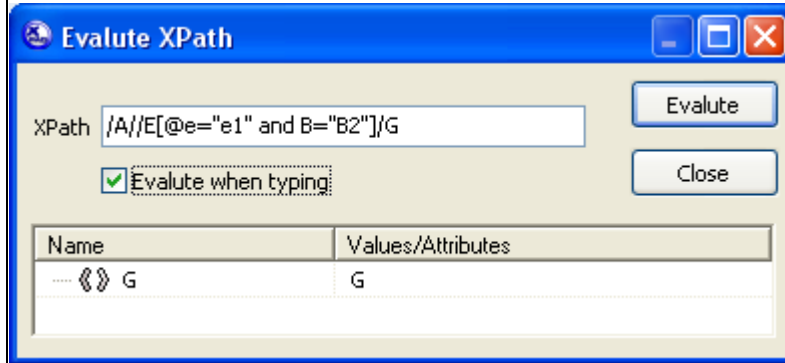 Evalute XPath
XPath /A//E[@e="e1" and B="B2"]/G Evalute
Evalute when typing Close
Name Values/Attributes
G G